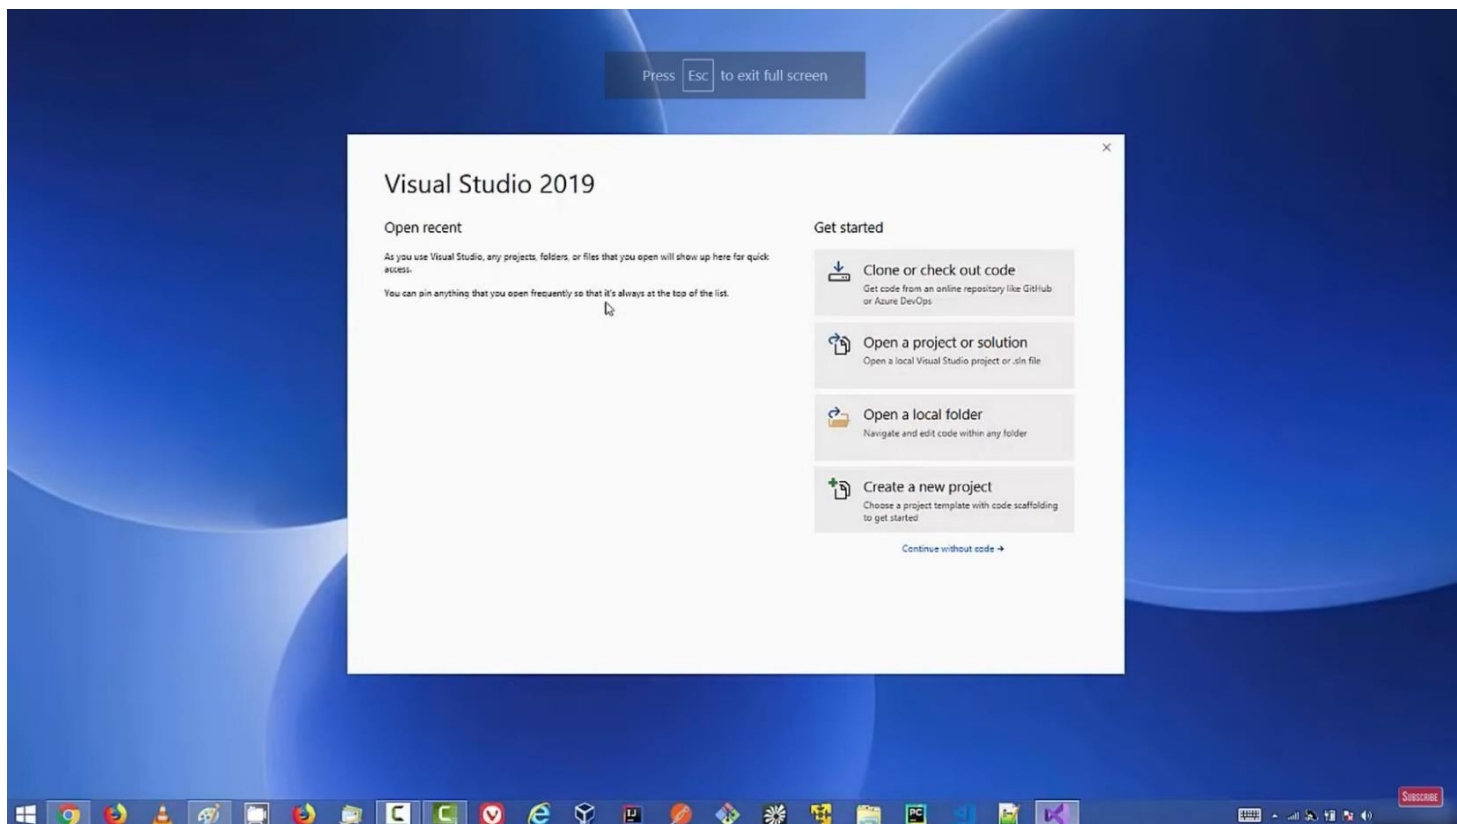 Press Esc to exit full screen
Visual Studio 2019
Open recent
As you use Visual Studio, any projects, folders, or files that you open will show up here for quick
access.
You can pin anything that you open frequently so that it's always at the top of the list.
Get started
Clone or check out code
Get code from an online repository like GitHub
or Azure DevOps
Open a project or solution
Open a local Visual Studio project or .sln file
Open a local folder
Navigate and edit code within any folder
Create a new project
Choose a project template with code scaffolding
to get started
Continue without code →
SUBSCRIBE
IJ
PC